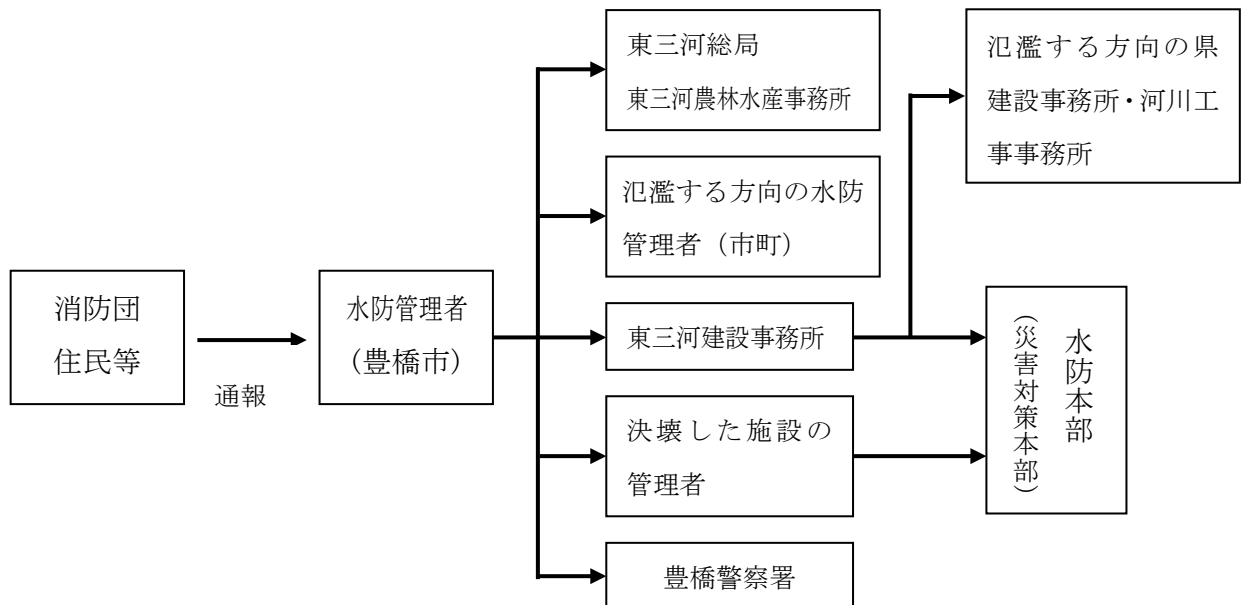 消防団
住民等
通報
水防管理者
（豊橋市）
東三河総局
東三河農林水産事務所
氾濫する方向の水防
管理者（市町）
東三河建設事務所
決壊した施設の
管理者
豊橋警察署
氾濫する方向の県
建設事務所・河川工
事事務所
水防本部
（災害対策本部）